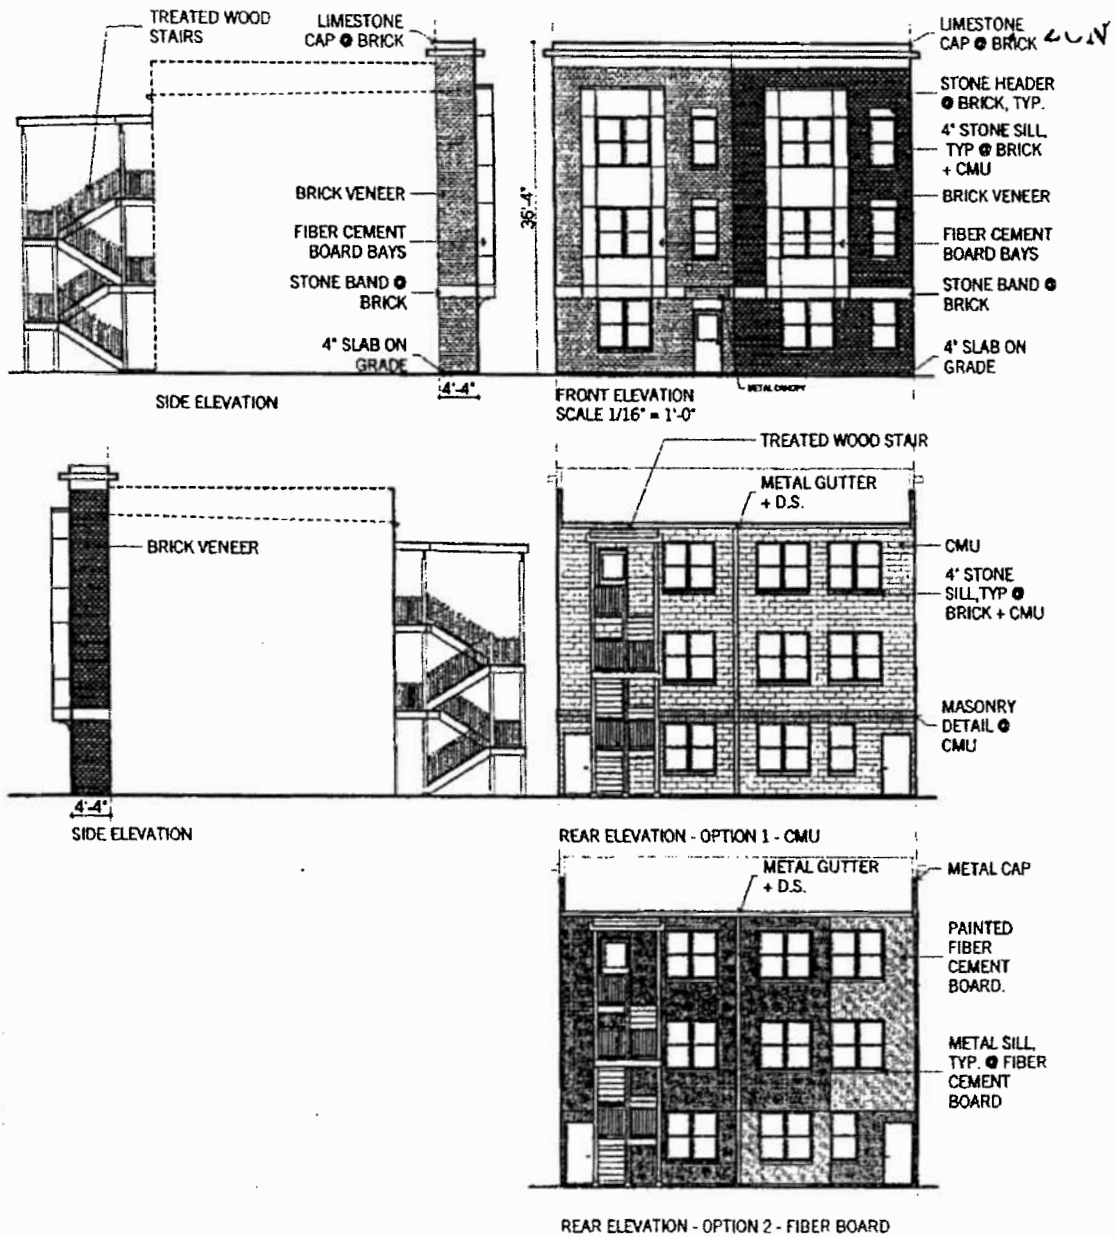 TREATED WOOD
STAIRS
LIMESTONE
CAP @ BRICK
BRICK VENEER
FIBER CEMENT
BOARD BAYS
STONE BAND @
BRICK
4" SLAB ON
GRADE
4'-4"
SIDE ELEVATION
36'-4"
LIMESTONE
CAP @ BRICK
STONE HEADER
@ BRICK, TYP.
4" STONE SILL
TYP @ BRICK
+ CMU
BRICK VENEER
FIBER CEMENT
BOARD BAYS
STONE BAND @
BRICK
4" SLAB ON
GRADE
METAL CANOPY
FRONT ELEVATION
SCALE 1/16" = 1'-0"
BRICK VENEER
4'-4"
SIDE ELEVATION
TREATED WOOD STAIR
METAL GUTTER
+ D.S.
CMU
4" STONE
SILL,TYP @
BRICK + CMU
MASONRY
DETAIL @
CMU
REAR ELEVATION - OPTION 1 - CMU
METAL GUTTER
+ D.S.
METAL CAP
PAINTED
FIBER
CEMENT
BOARD.
METAL SILL,
TYP. @ FIBER
CEMENT
BOARD
REAR ELEVATION - OPTION 2 - FIBER BOARD